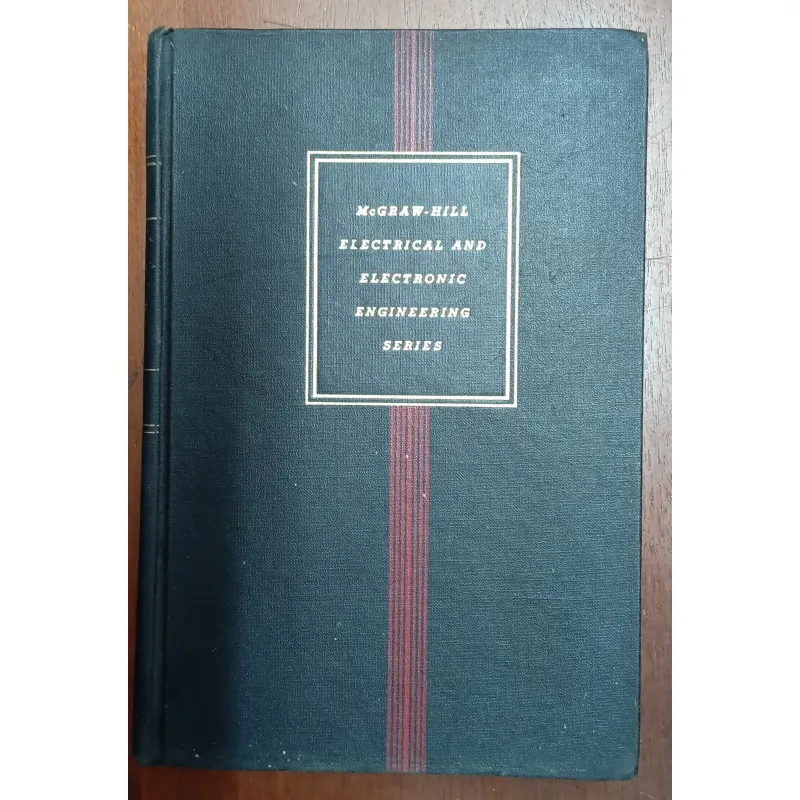 McGRAW-HILL
ELECTRICAL AND
ELECTRONIC
ENGINEERING
SERIES